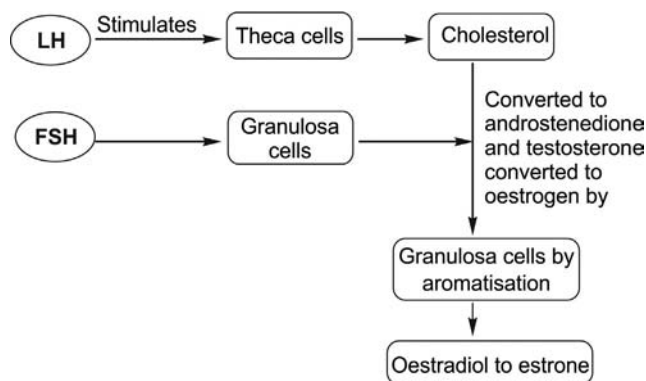 LH
Stimulates
Theca cells
Cholesterol
FSH
Granulosa
cells
Converted to
androstenedione
and testosterone
converted to
oestrogen by
Granulosa cells by
aromatisation
Oestradiol to estrone